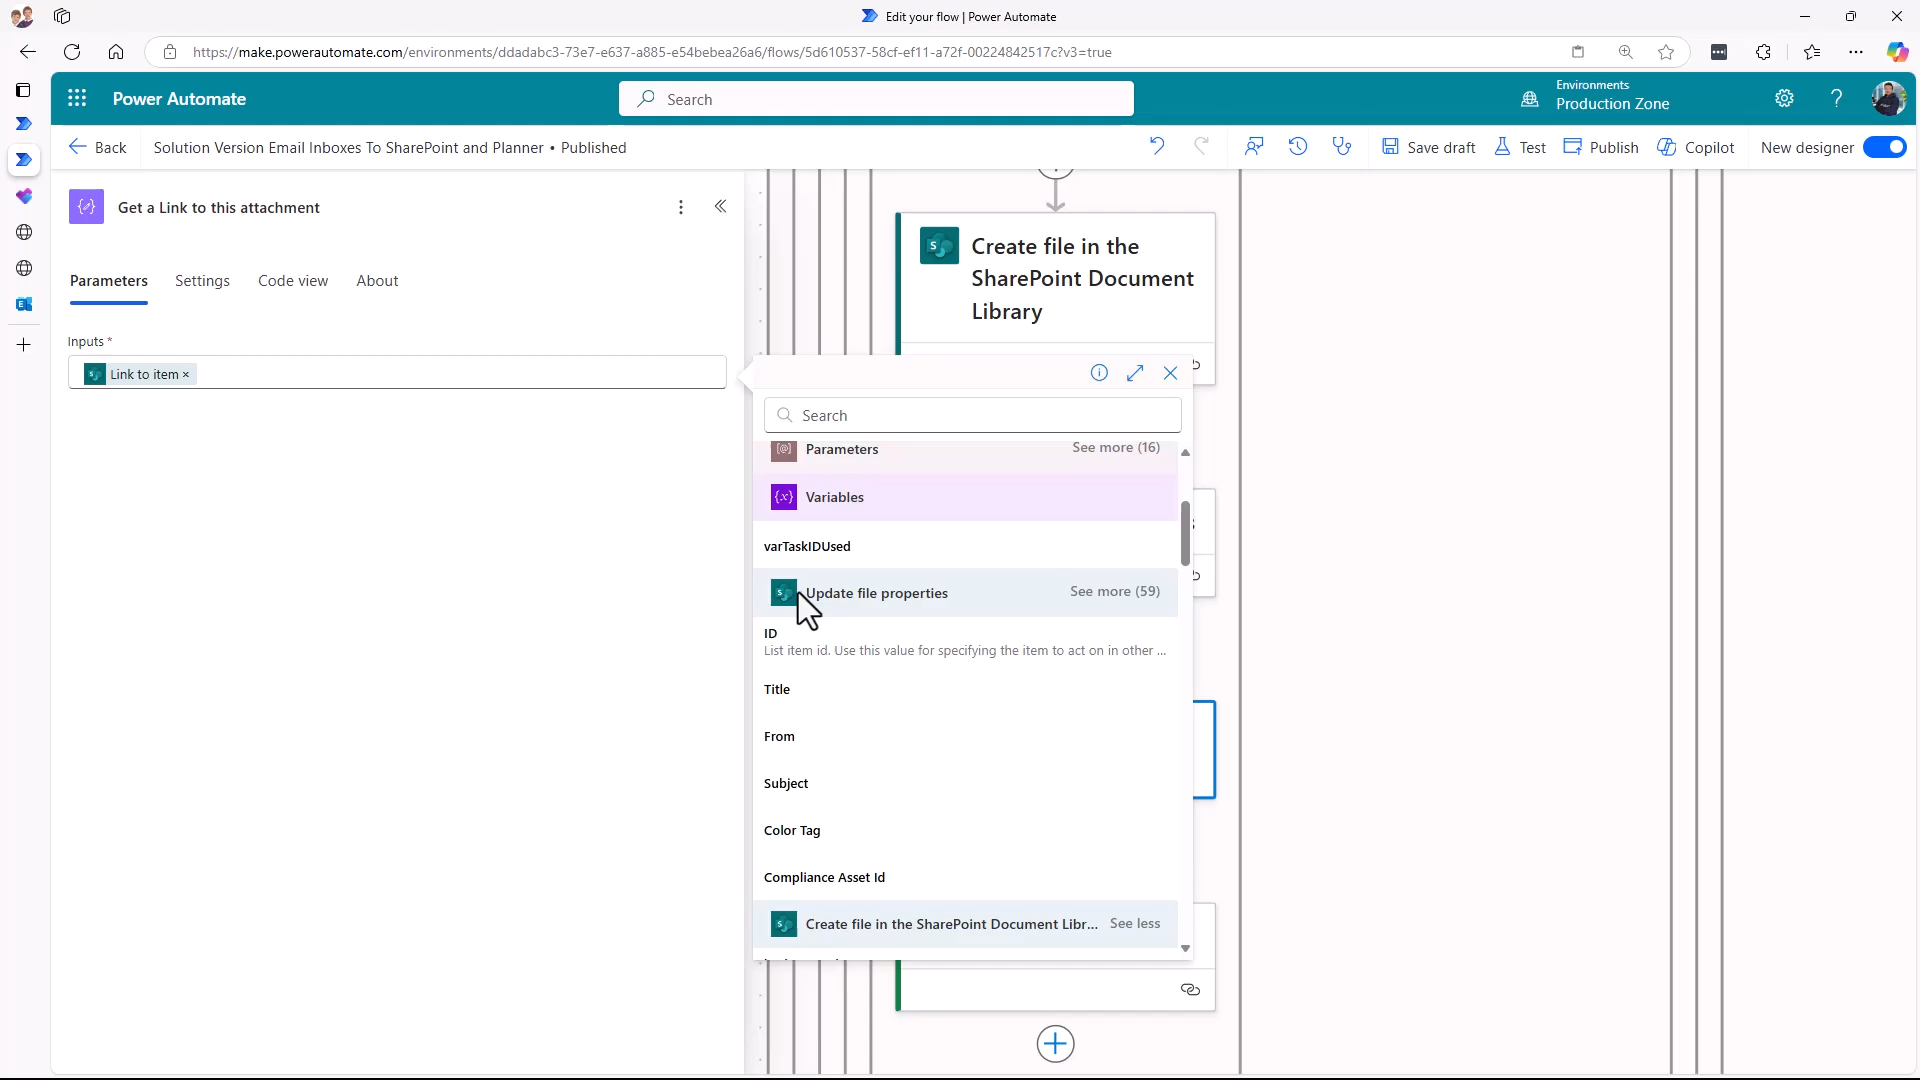 Edit your flow | Power Automate
https://make.powerautomate.com/environments/ddadabc3-73e7-e637-a885-e54bebea26a6/flows/5d610537-58cf-ef11-a72f-00224842517c?v3=true
Power Automate
Search
Environments
Production Zone
Back
Solution Version Email Inboxes To SharePoint and Planner • Published
Save draft
Test
Publish
Copilot
New designer
Get a Link to this attachment
Parameters
Settings
Code view
About
Inputs *
Link to item ×
Create file in the
SharePoint Document
Library
Search
Parameters
See more (16)
Variables
varTaskIDUsed
Update file properties
See more (59)
ID
List item id. Use this value for specifying the item to act on in other ...
Title
From
Subject
Color Tag
Compliance Asset Id
Create file in the SharePoint Document Libr...
See less